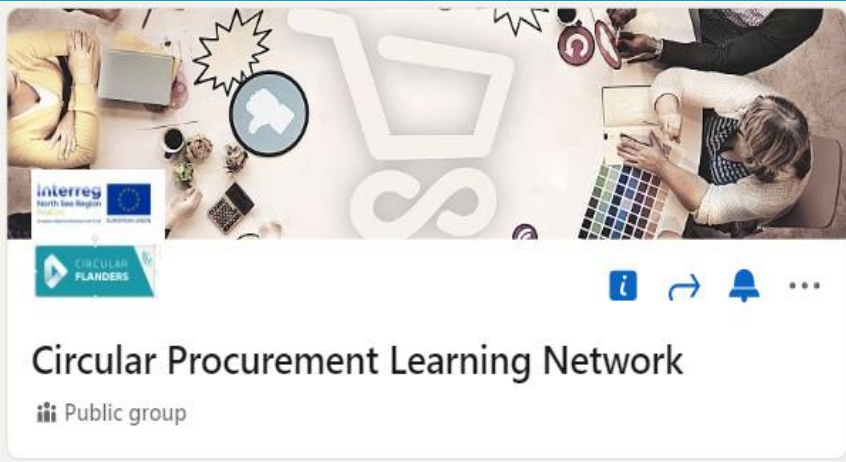 Interreg
North Sea Region
EUROPEAN UNION
CIRCULAR
FLANDERS
Circular Procurement Learning Network
Public group